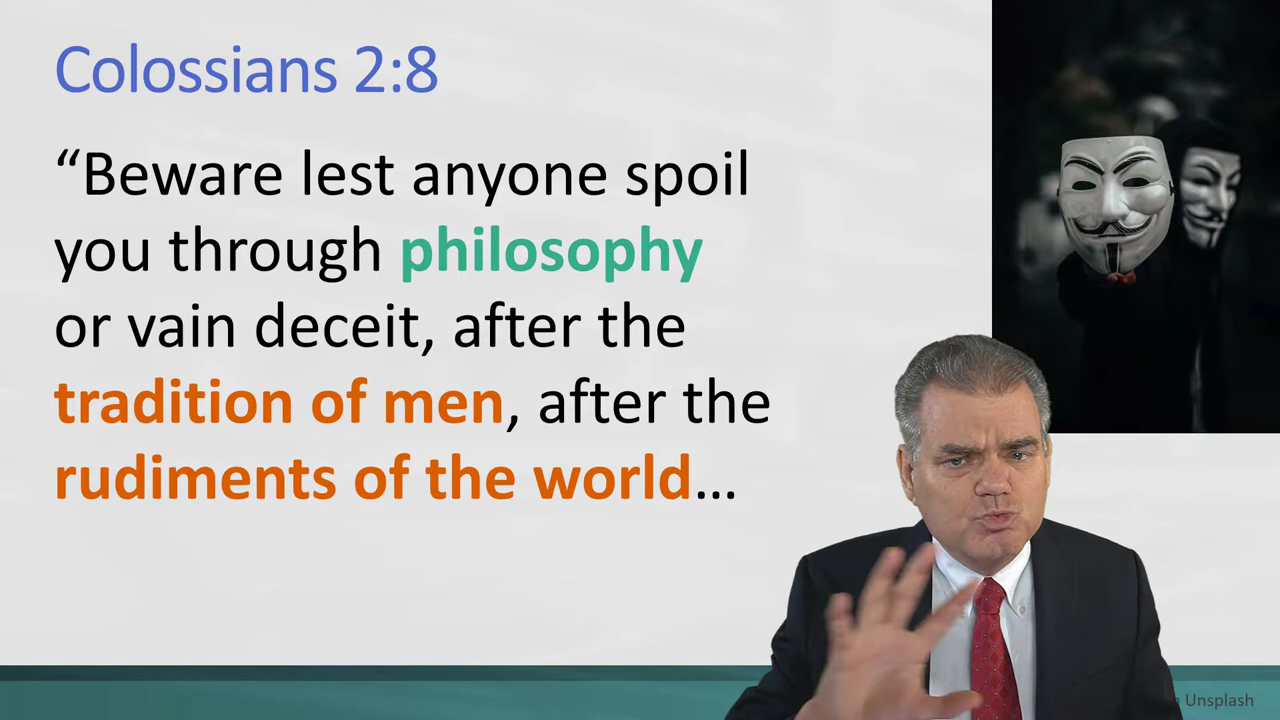 Colossians 2:8
“Beware lest anyone spoil
you through philosophy
or vain deceit, after the
tradition of men, after the
rudiments of the world…
Unsplash